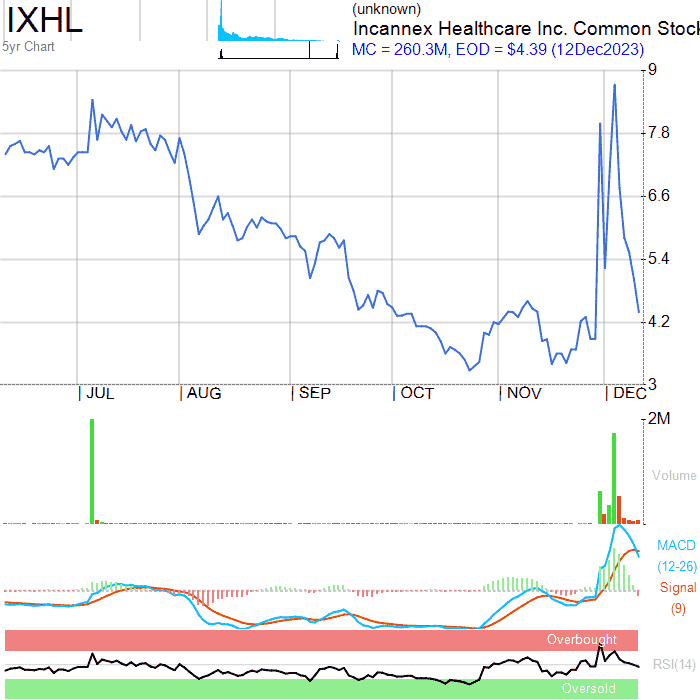 IXHL
(unknown)
Incannex Healthcare Inc. Common Stock
5yr Chart
MC = 260.3M, EOD = $4.39 (12Dec2023)
9
7.8
6.6
5.4
4.2
3
JUL AUG SEP OCT NOV DEC
2M
Volume
MACD
(12-26)
Signal
(9)
Overbought
RSI(14)
Oversold